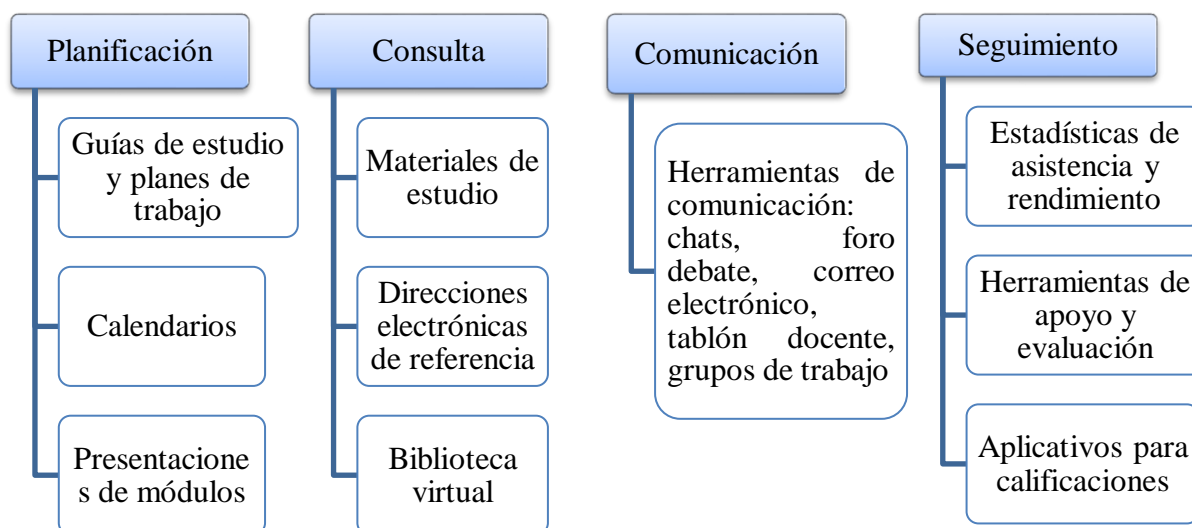 Planificación
Guías de estudio
y planes de
trabajo
Calendarios
Presentacione
s de módulos
Consulta
Materiales de
estudio
Direcciones
electrónicas
de referencia
Biblioteca
virtual
Comunicación
Herramientas de
comunicación:
chats, foro
debate, correo
electrónico,
tablón docente,
grupos de trabajo
Seguimiento
Estadísticas de
asistencia y
rendimiento
Herramientas de
apoyo y
evaluación
Aplicativos para
calificaciones